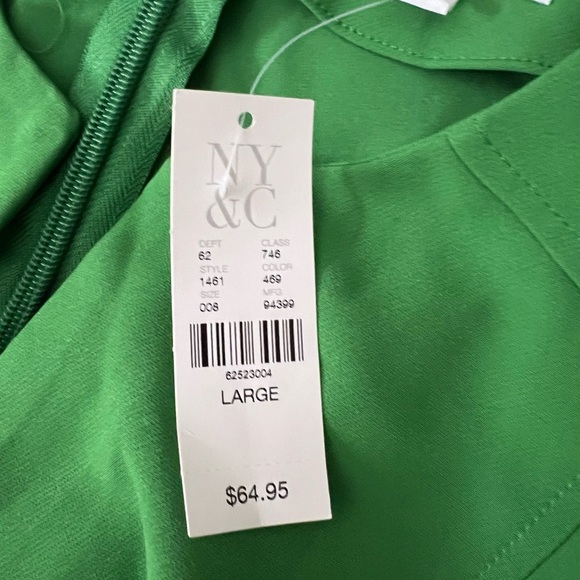 NY
&C
DEPT CLASS
62 746
STYLE COLOR
1461 469
SIZE MFG
008 94399
62523004
LARGE
$64.95